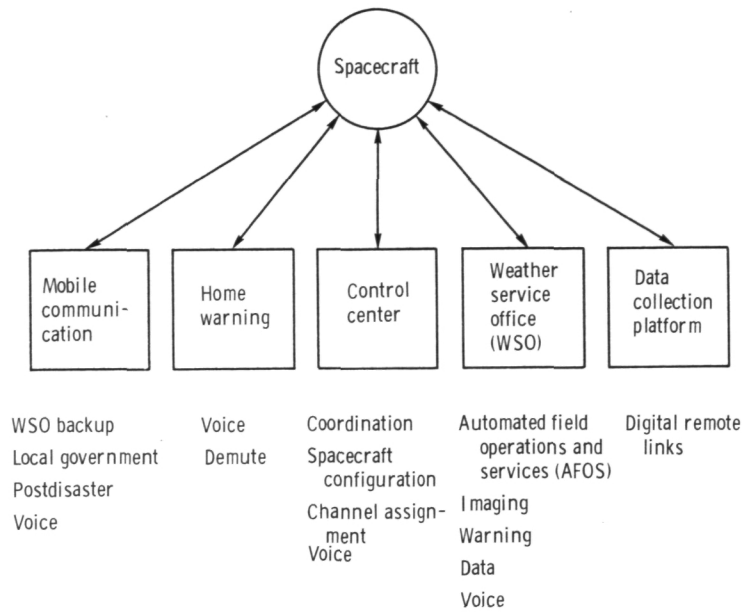 Spacecraft
Mobile
communi-
cation
Home
warning
Control
center
Weather
service
office
(WSO)
Data
collection
platform
WSO backup
Local government
Postdisaster
Voice
Voice
Demute
Coordination
Spacecraft
configuration
Channel assign-
ment
Voice
Automated field
operations and
services (AFOS)
Imaging
Warning
Data
Voice
Digital remote
links